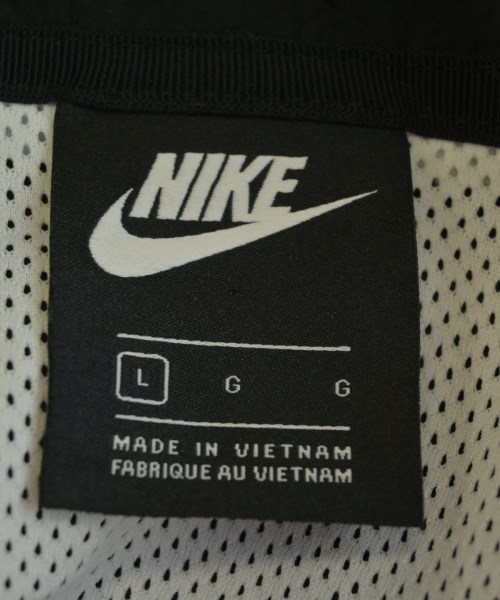 NIKE
L G G
MADE IN VIETNAM
FABRIQUE AU VIETNAM